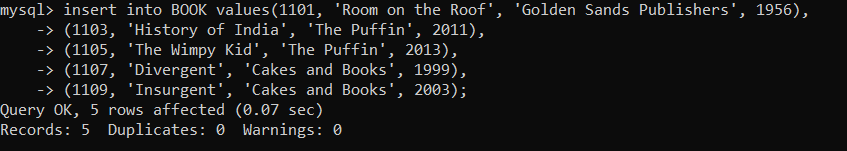 mysql> insert into BOOK values(1101, 'Room on the Roof', 'Golden Sands Publishers', 1956),
    -> (1103, 'History of India', 'The Puffin', 2011),
    -> (1105, 'The Wimpy Kid', 'The Puffin', 2013),
    -> (1107, 'Divergent', 'Cakes and Books', 1999),
    -> (1109, 'Insurgent', 'Cakes and Books', 2003);
Query OK, 5 rows affected (0.07 sec)
Records: 5  Duplicates: 0  Warnings: 0